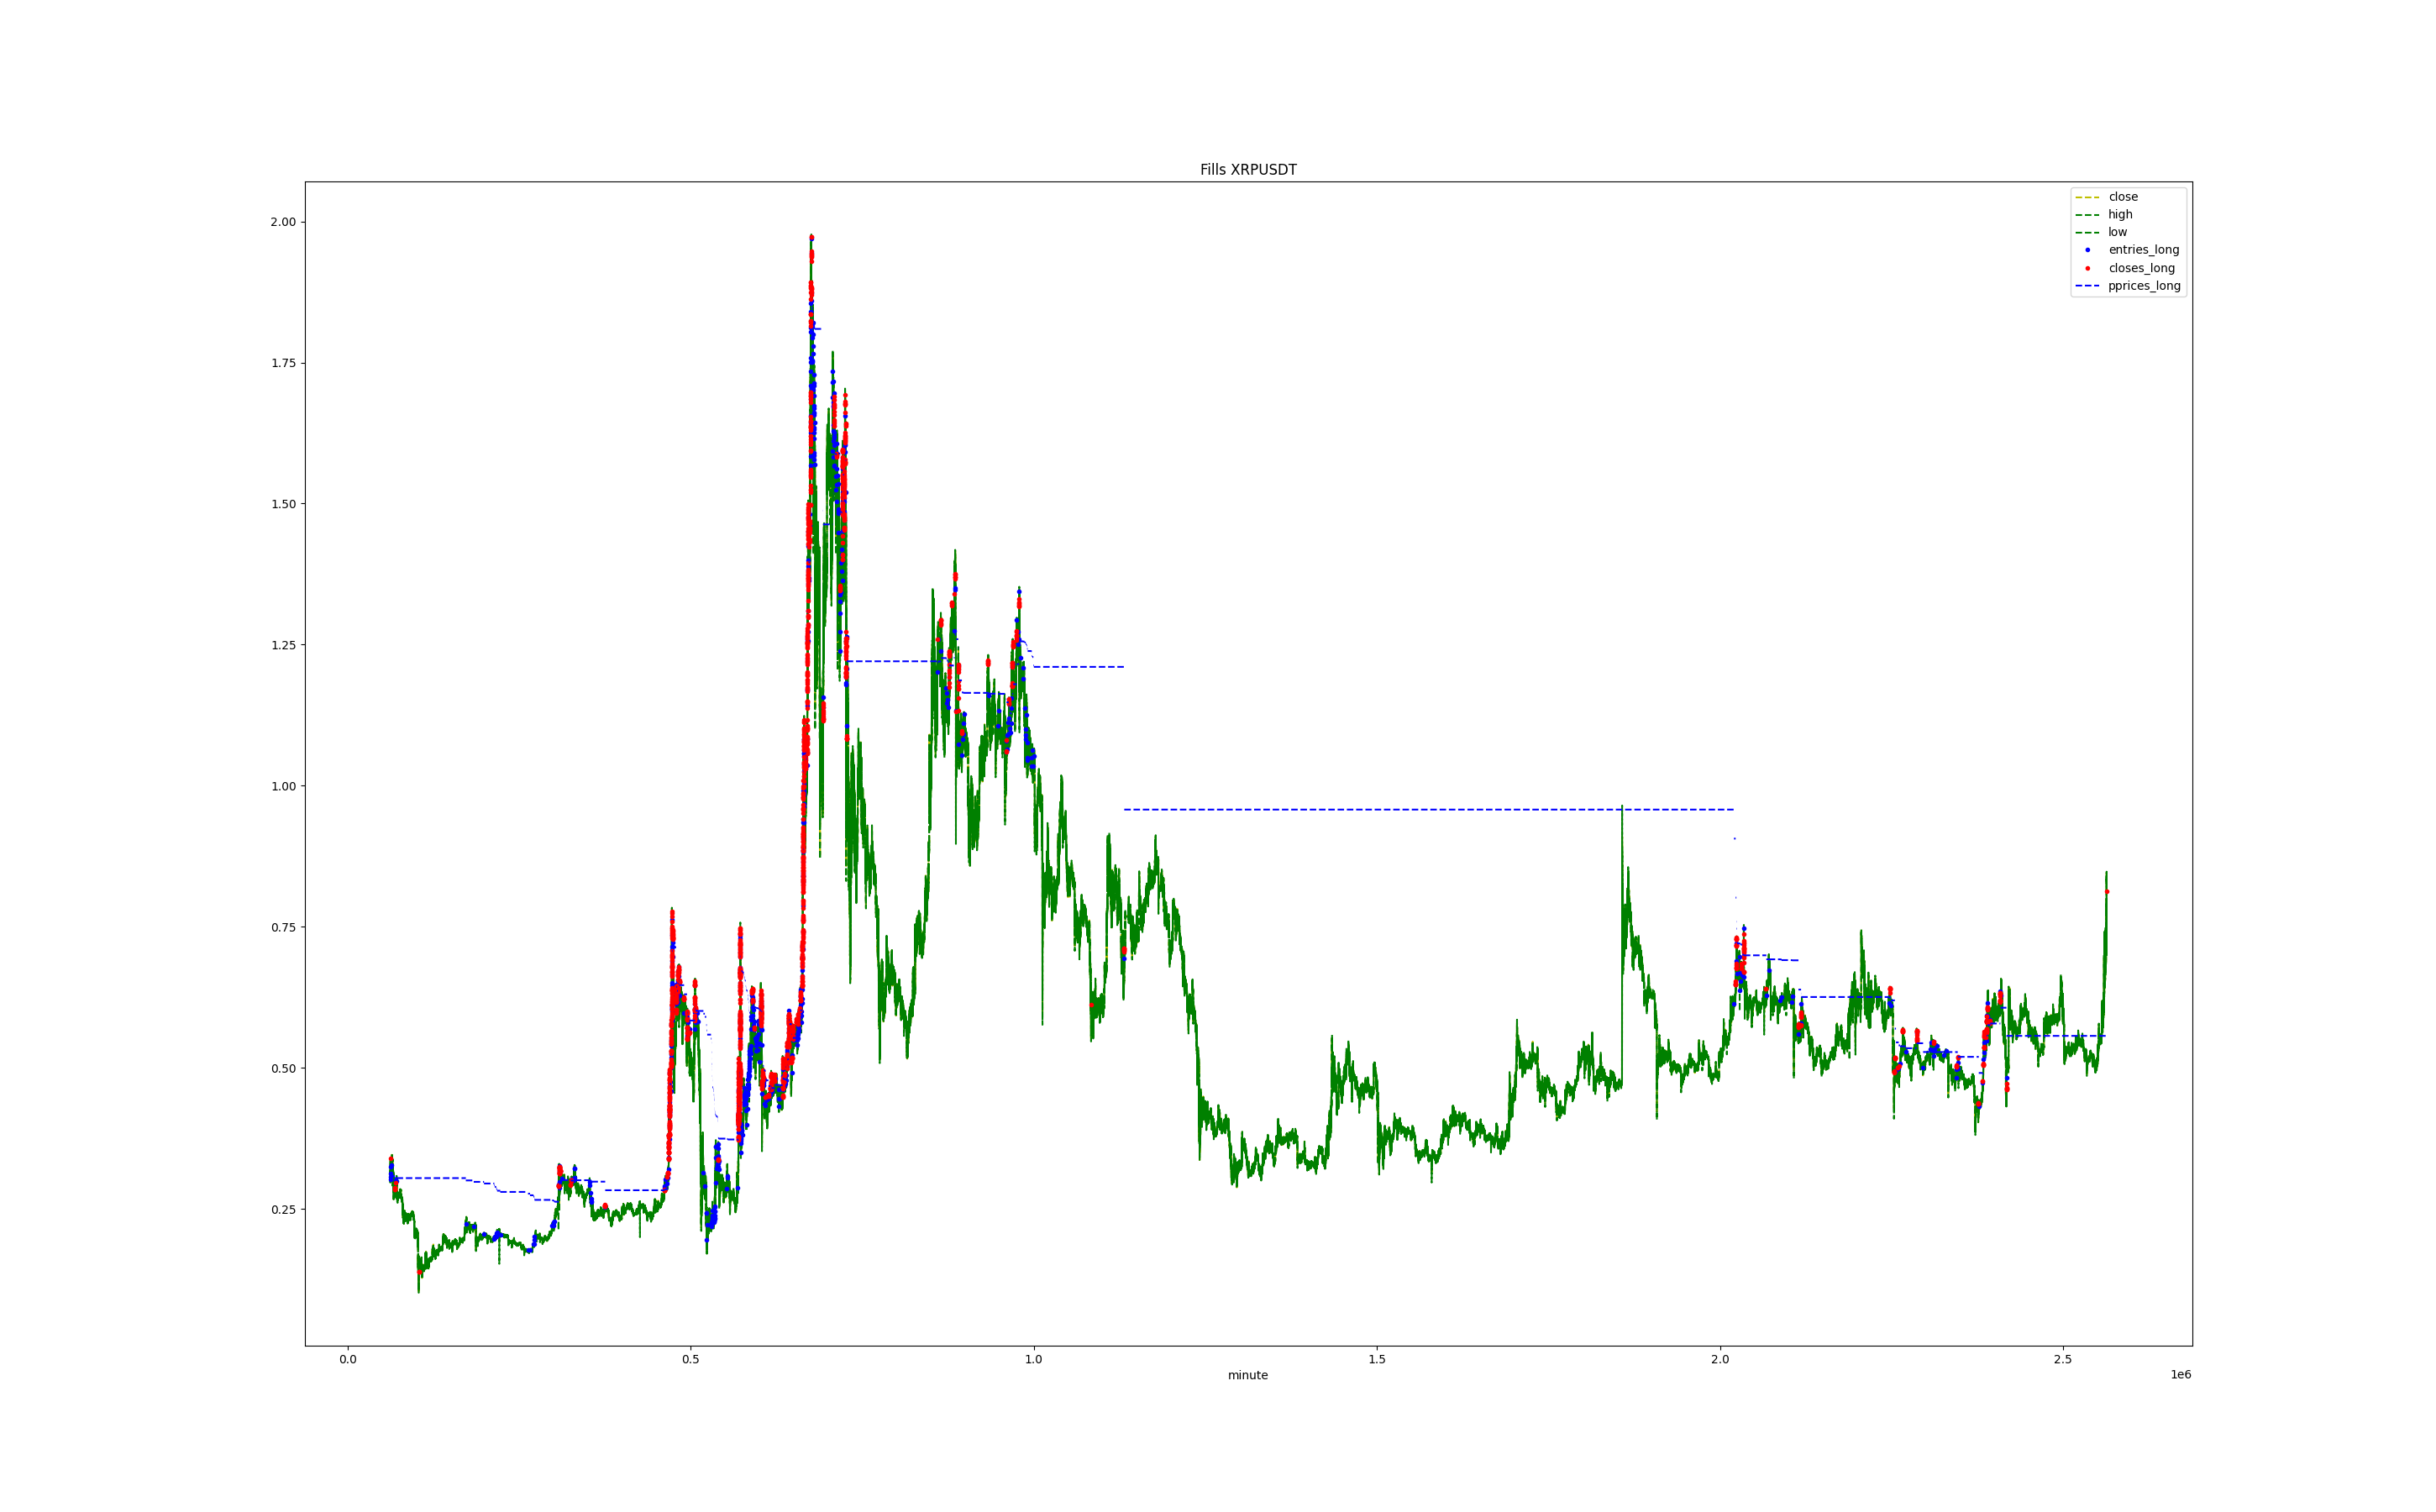 Fills XRPUSDT
close
high
low
entries_long
closes_long
pprices_long
2.00
1.75
1.50
1.25
1.00
0.75
0.50
0.25
0.0 0.5 1.0 1.5 2.0 2.5
1e6
minute